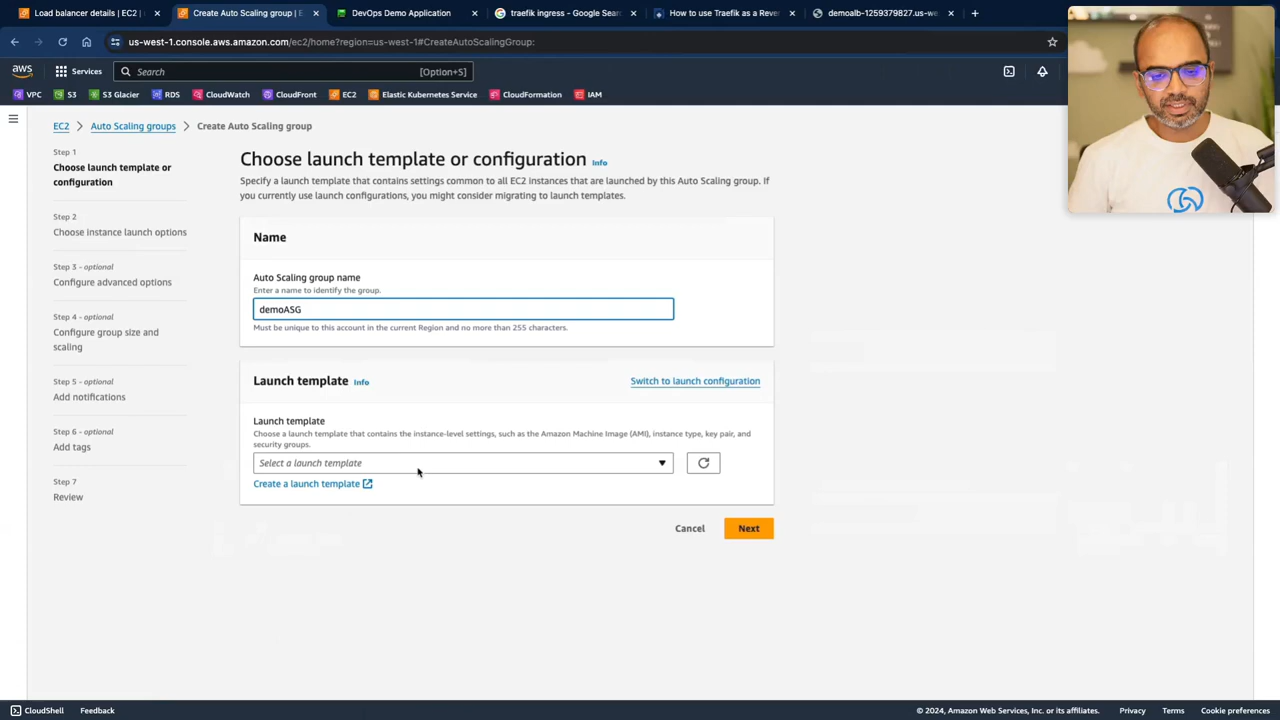 Load balancer details | EC2 |
Create Auto Scaling group | E
DevOps Demo Application
traefik ingress - Google Sear
How to use Traefik as a Rever
demoalb-1259379827.us-we
us-west-1.console.aws.amazon.com/ec2/home?region=us-west-1#CreateAutoScalingGroup:
aws
Services
Search
[Option+S]
VPC
S3
S3 Glacier
RDS
CloudWatch
CloudFront
EC2
Elastic Kubernetes Service
CloudFormation
IAM
EC2
Auto Scaling groups
Create Auto Scaling group
Step 1
Choose launch template or
configuration
Step 2
Choose instance launch options
Step 3 - optional
Configure advanced options
Step 4 - optional
Configure group size and
scaling
Step 5 - optional
Add notifications
Step 6 - optional
Add tags
Step 7
Review
Choose launch template or configuration Info
Specify a launch template that contains settings common to all EC2 instances that are launched by this Auto Scaling group. If
you currently use launch configurations, you might consider migrating to launch templates.
Name
Auto Scaling group name
Enter a name to identify the group.
demoASG
Must be unique to this account in the current Region and no more than 255 characters.
Launch template Info
Switch to launch configuration
Launch template
Choose a launch template that contains the instance-level settings, such as the Amazon Machine Image (AMI), instance type, key pair, and
security groups.
Select a launch template
Create a launch template
Cancel
Next
CloudShell
Feedback
© 2024, Amazon Web Services, Inc. or its affiliates.
Privacy
Terms
Cookie preferences